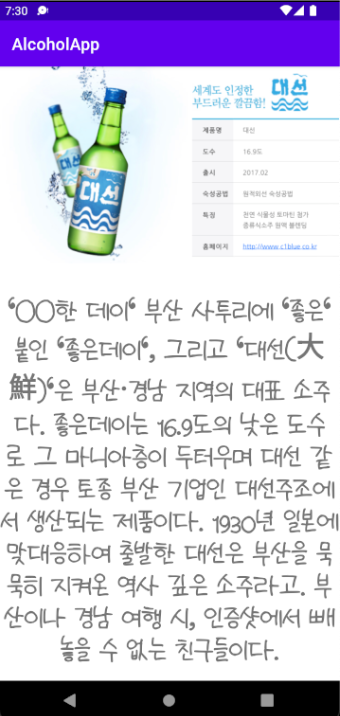 7:30
AlcoholApp
세계도 인정한
부드러운 깔끔함!
대선
대선
제품명 대선
도수 16.9도
출시 2017.02
숙성공법 원적외선 숙성공법
특징 천연 식물성 토마틴 첨가
증류식소주 원액 블렌딩
홈페이지 http://www.c1blue.co.kr
'OO한 데이' 부산 사투리에 '좋은'
붙인 '좋은데이', 그리고 '대선(大
鮮)'은 부산·경남 지역의 대표 소주
다. 좋은데이는 16.9도의 낮은 도수
로 그 마니아층이 두터우며 대선 같
은 경우 토종 부산 기업인 대선주조에
서 생산되는 제품이다. 1930년 일본에
맞대응하여 출발한 대선은 부산을 묵
묵히 지켜온 역사 깊은 소주라고. 부
산이나 경남 여행 시, 인증샷에서 빼
놓을 수 없는 친구들이다.